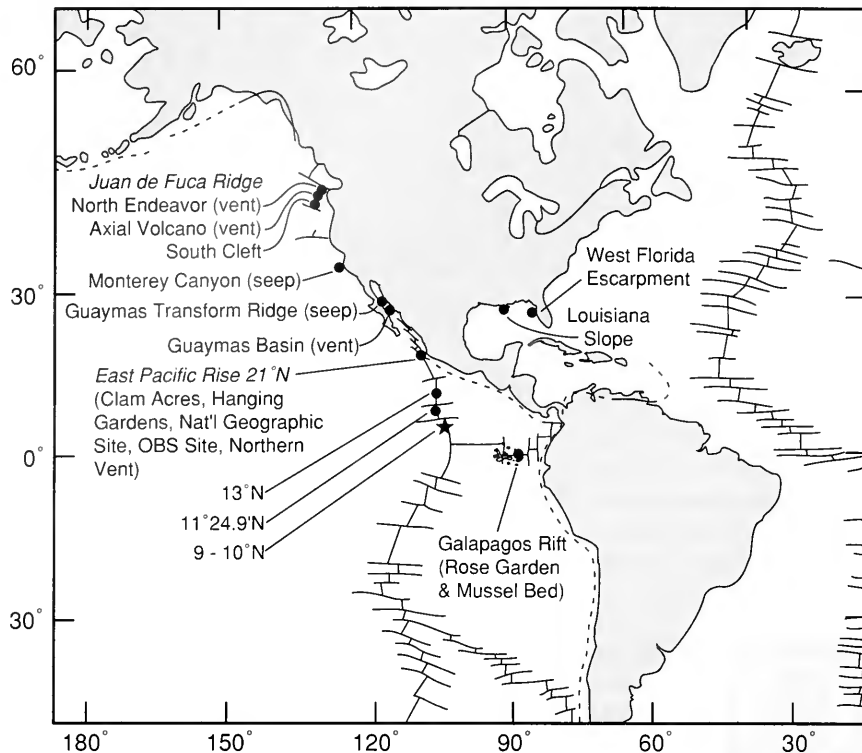 60°
30°
0°
30°
Juan de Fuca Ridge
North Endeavor (vent)
Axial Volcano (vent)
South Cleft
Monterey Canyon (seep)
Guaymas Transform Ridge (seep)
Guaymas Basin (vent)
East Pacific Rise 21°N
(Clam Acres, Hanging
Gardens, Nat'l Geographic
Site, OBS Site, Northern
Vent)
13°N
11°24.9'N
9 - 10°N
West Florida
Escarpment
Louisiana
Slope
Galapagos Rift
(Rose Garden
& Mussel Bed)
180° 150° 120° 90° 60° 30°